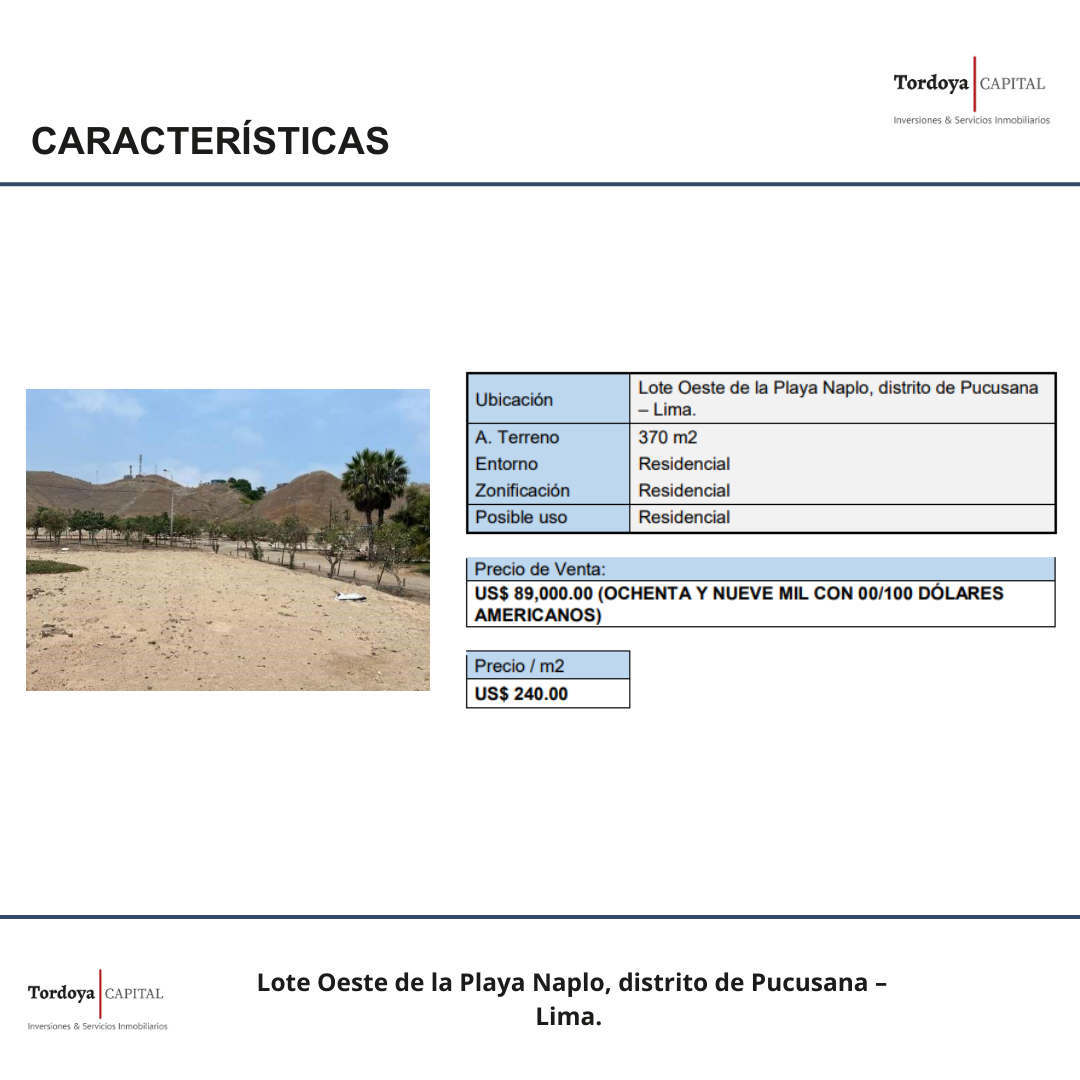 Tordoya CAPITAL
Inversiones & Servicios Inmobiliarios
CARACTERÍSTICAS
Ubicación
Lote Oeste de la Playa Naplo, distrito de Pucusana
– Lima.
A. Terreno 370 m2
Entorno Residencial
Zonificación Residencial
Posible uso Residencial
Precio de Venta:
US$ 89,000.00 (OCHENTA Y NUEVE MIL CON 00/100 DÓLARES
AMERICANOS)
Precio / m2
US$ 240.00
Tordoya CAPITAL
Inversiones & Servicios Inmobiliarios
Lote Oeste de la Playa Naplo, distrito de Pucusana –
Lima.